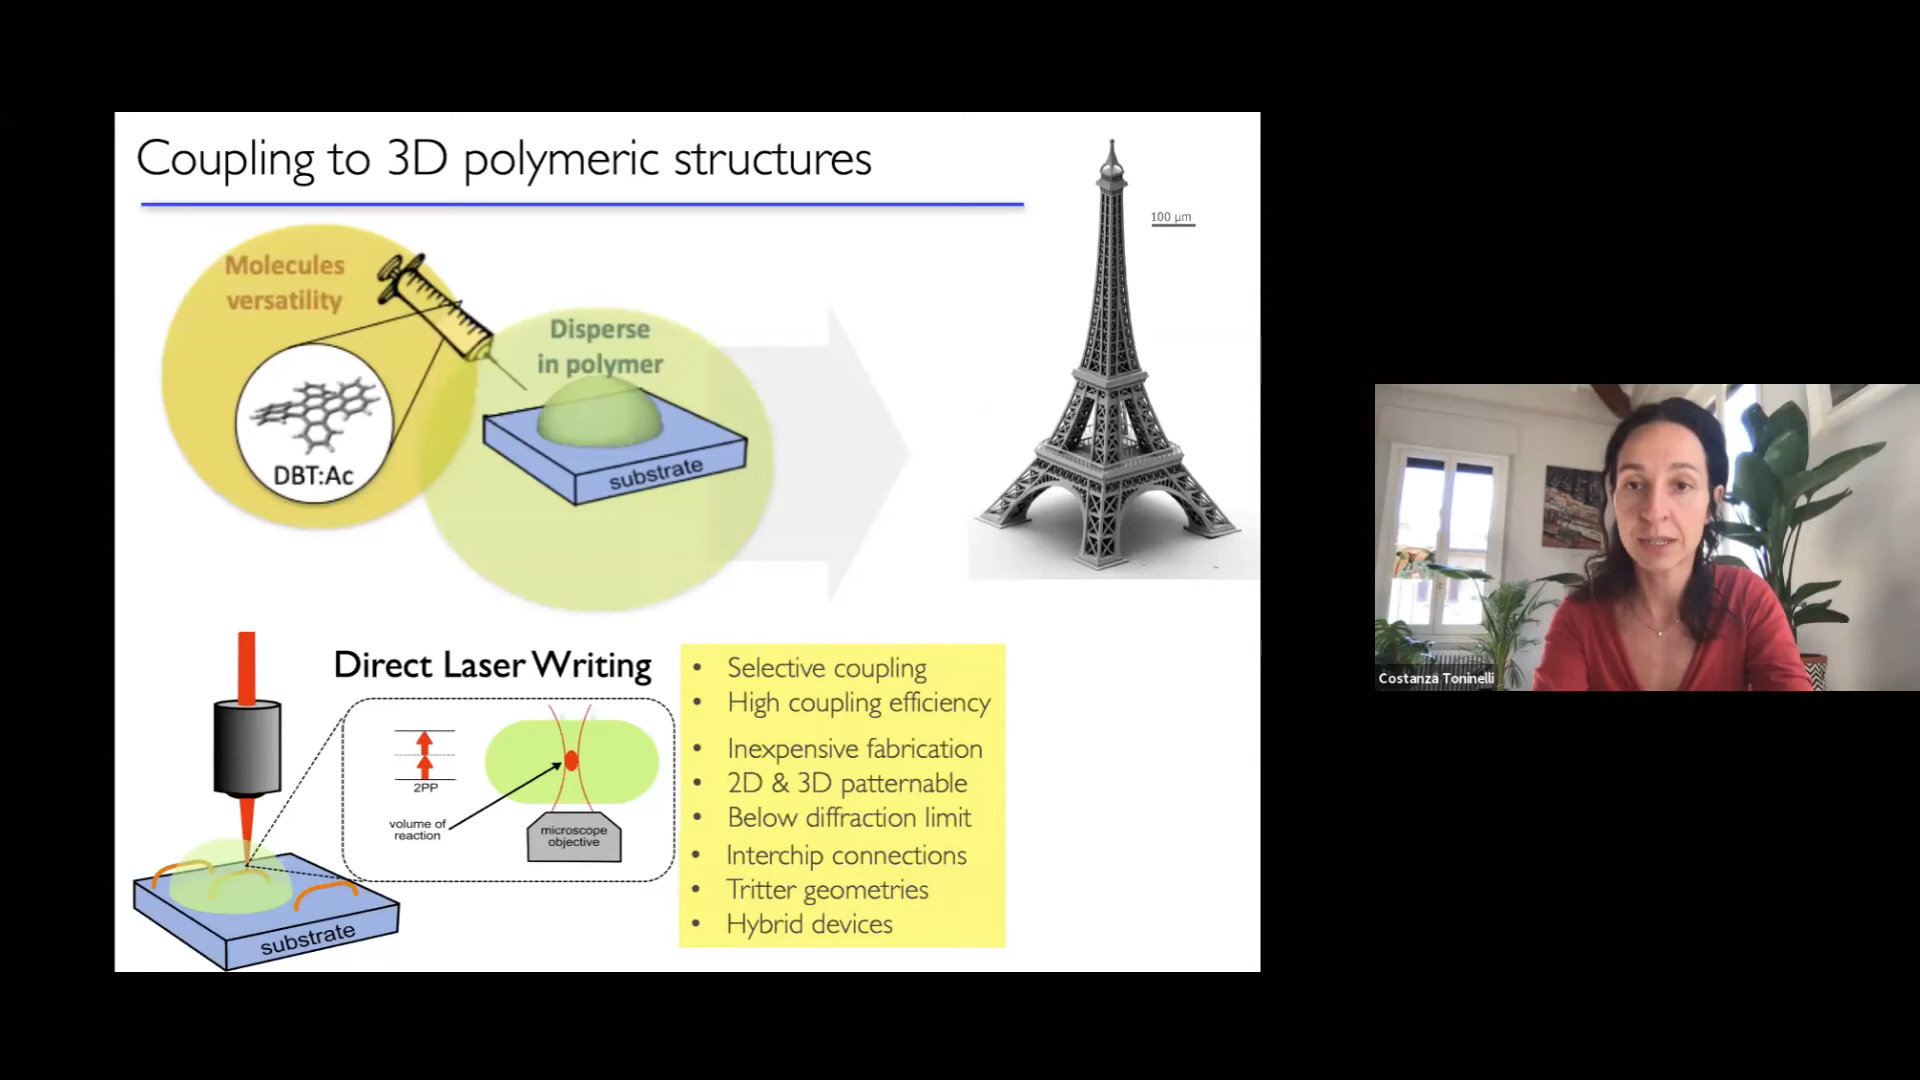 Coupling to 3D polymeric structures
100 µm
Molecules
versatility
Disperse
in polymer
DBT:Ac
substrate
Direct Laser Writing
2PP
volume of
reaction
microscope
objective
substrate
• Selective coupling
• High coupling efficiency
• Inexpensive fabrication
• 2D & 3D patternable
• Below diffraction limit
• Interchip connections
• Tritter geometries
• Hybrid devices
Costanza Toninelli